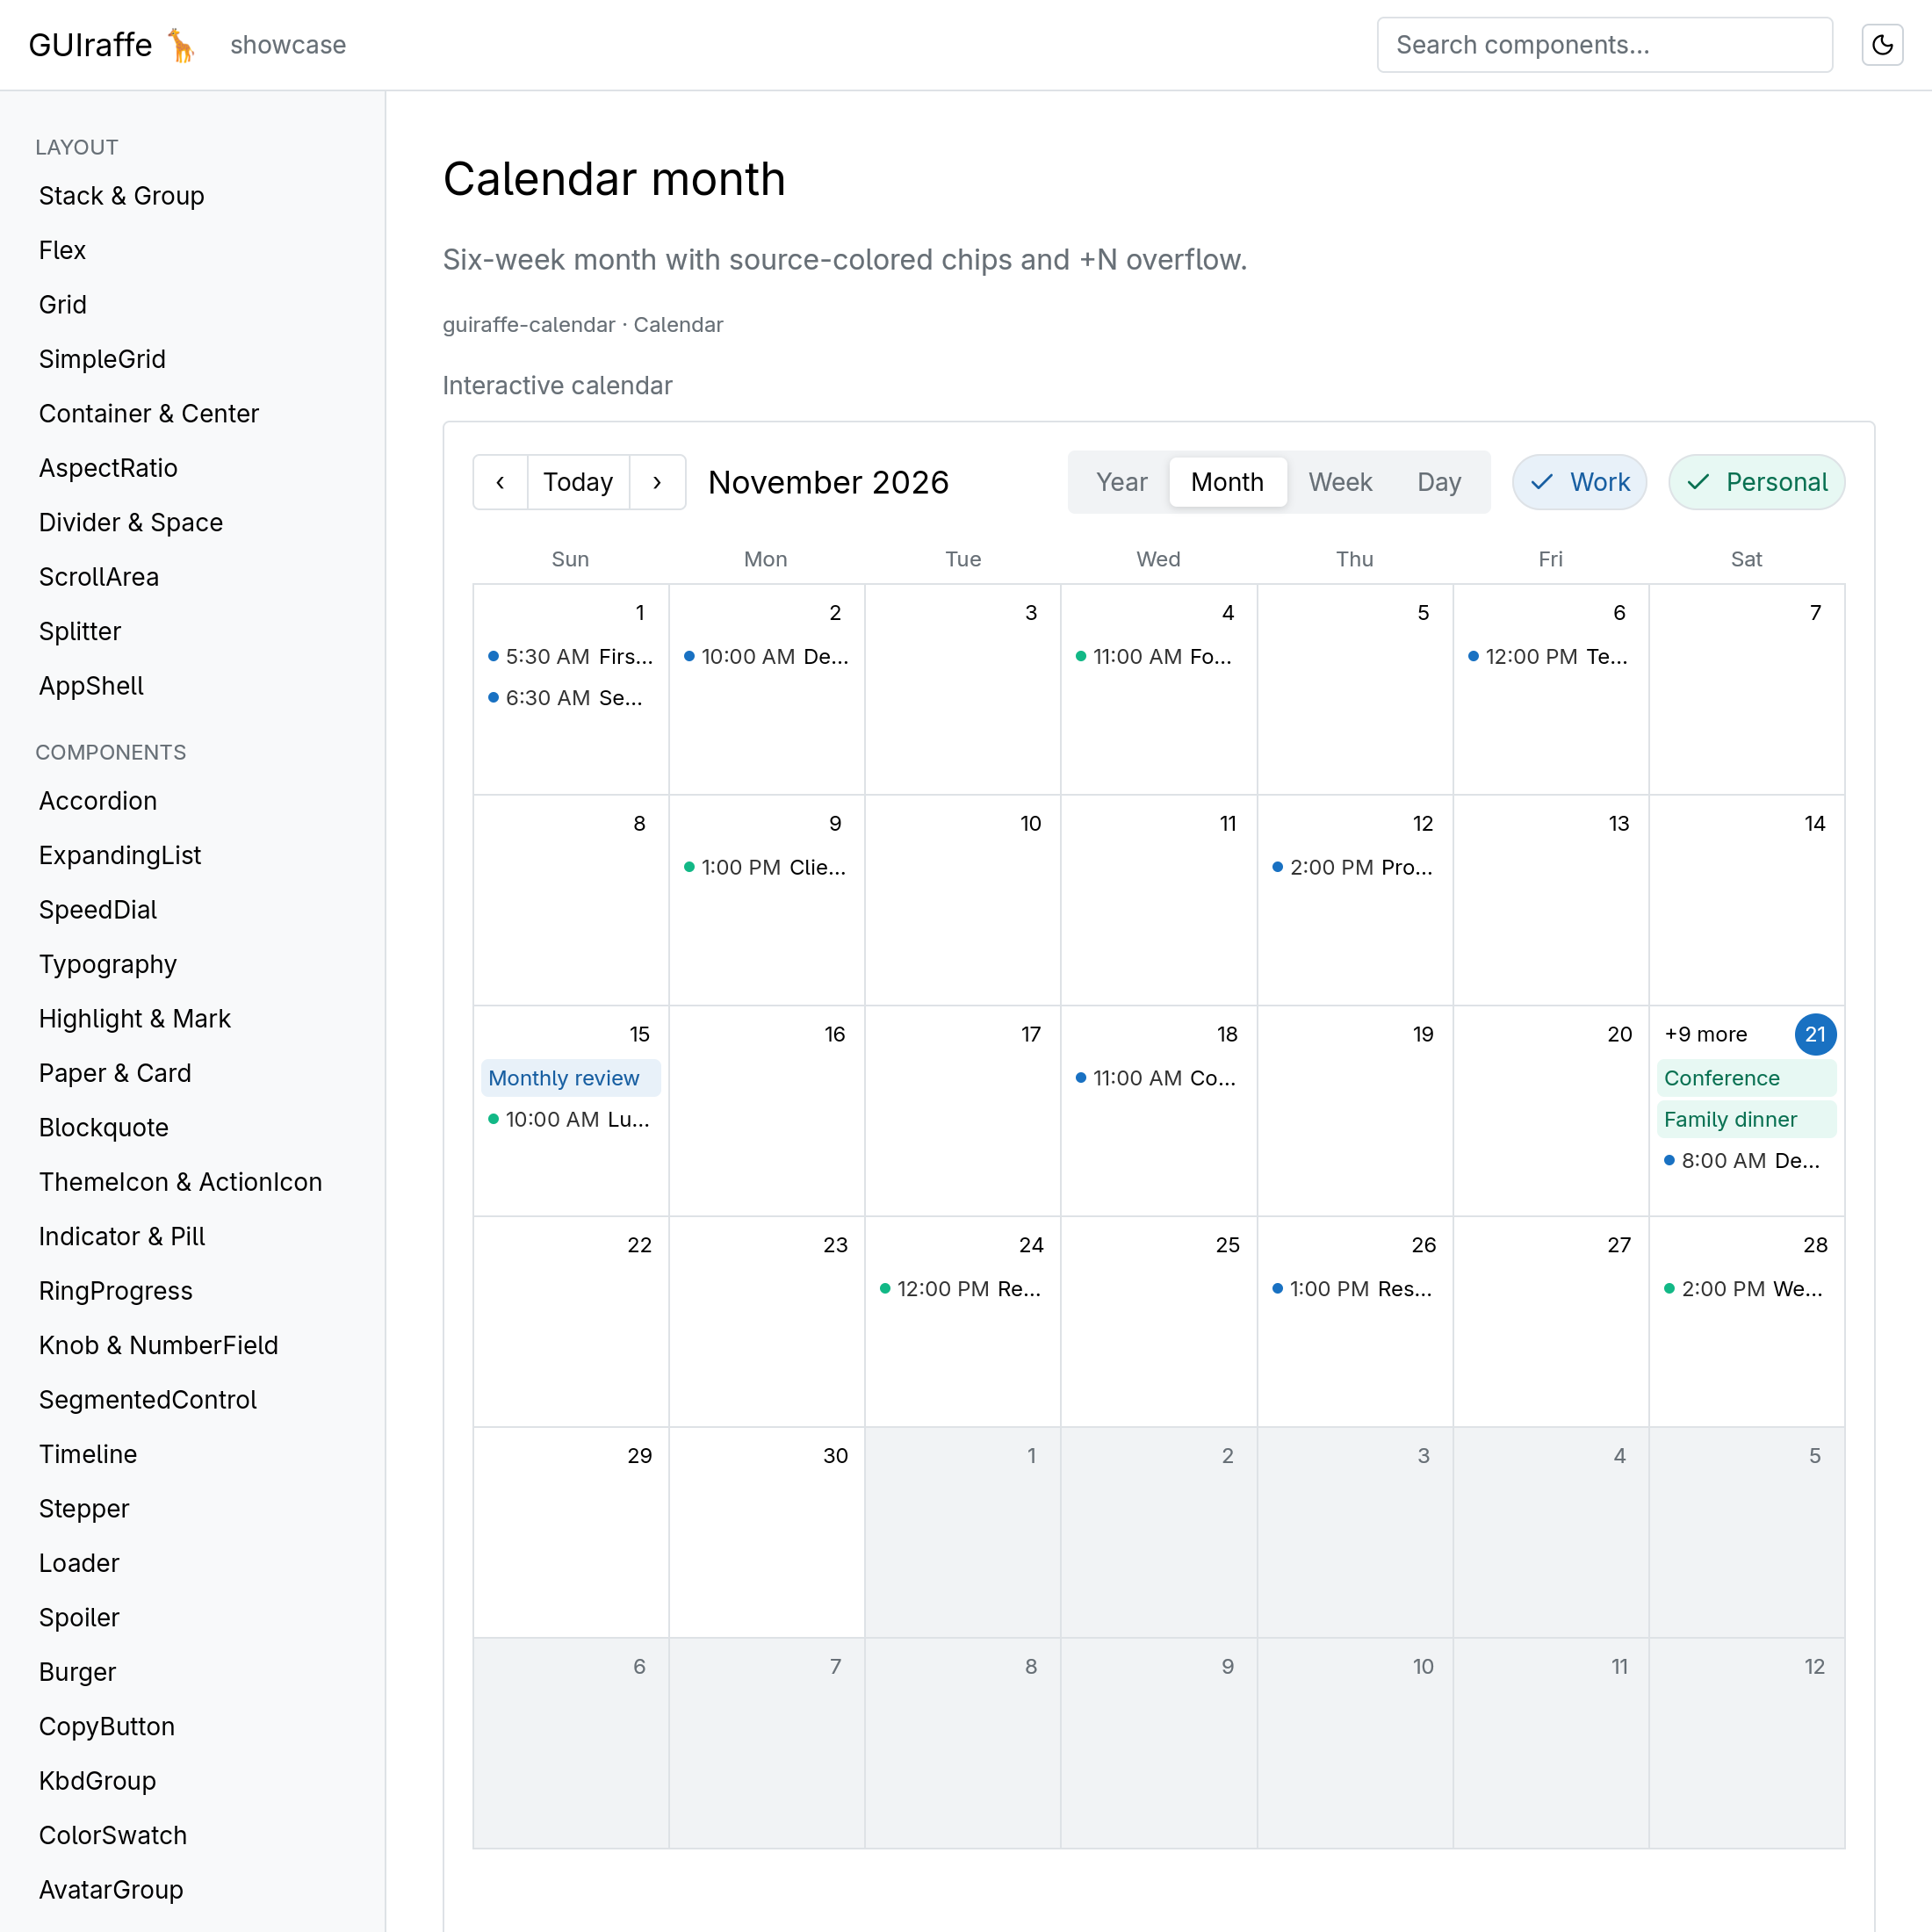 GUIraffe 🦒 showcase
Search components...
LAYOUT
Stack & Group
Flex
Grid
SimpleGrid
Container & Center
AspectRatio
Divider & Space
ScrollArea
Splitter
AppShell
COMPONENTS
Accordion
ExpandingList
SpeedDial
Typography
Highlight & Mark
Paper & Card
Blockquote
ThemeIcon & ActionIcon
Indicator & Pill
RingProgress
Knob & NumberField
SegmentedControl
Timeline
Stepper
Loader
Spoiler
Burger
CopyButton
KbdGroup
ColorSwatch
AvatarGroup
Calendar month
Six-week month with source-colored chips and +N overflow.
guiraffe-calendar · Calendar
Interactive calendar
‹ Today › November 2026 Year Month Week Day Work Personal
Sun Mon Tue Wed Thu Fri Sat
1 2 3 4 5 6 7
5:30 AM Firs... 10:00 AM De... 11:00 AM Fo... 12:00 PM Te...
6:30 AM Se...
8 9 10 11 12 13 14
1:00 PM Clie... 2:00 PM Pro...
15 16 17 18 19 20 +9 more 21
Monthly review 11:00 AM Co... Conference
10:00 AM Lu... Family dinner
8:00 AM De...
22 23 24 25 26 27 28
12:00 PM Re... 1:00 PM Res... 2:00 PM We...
29 30 1 2 3 4 5
6 7 8 9 10 11 12